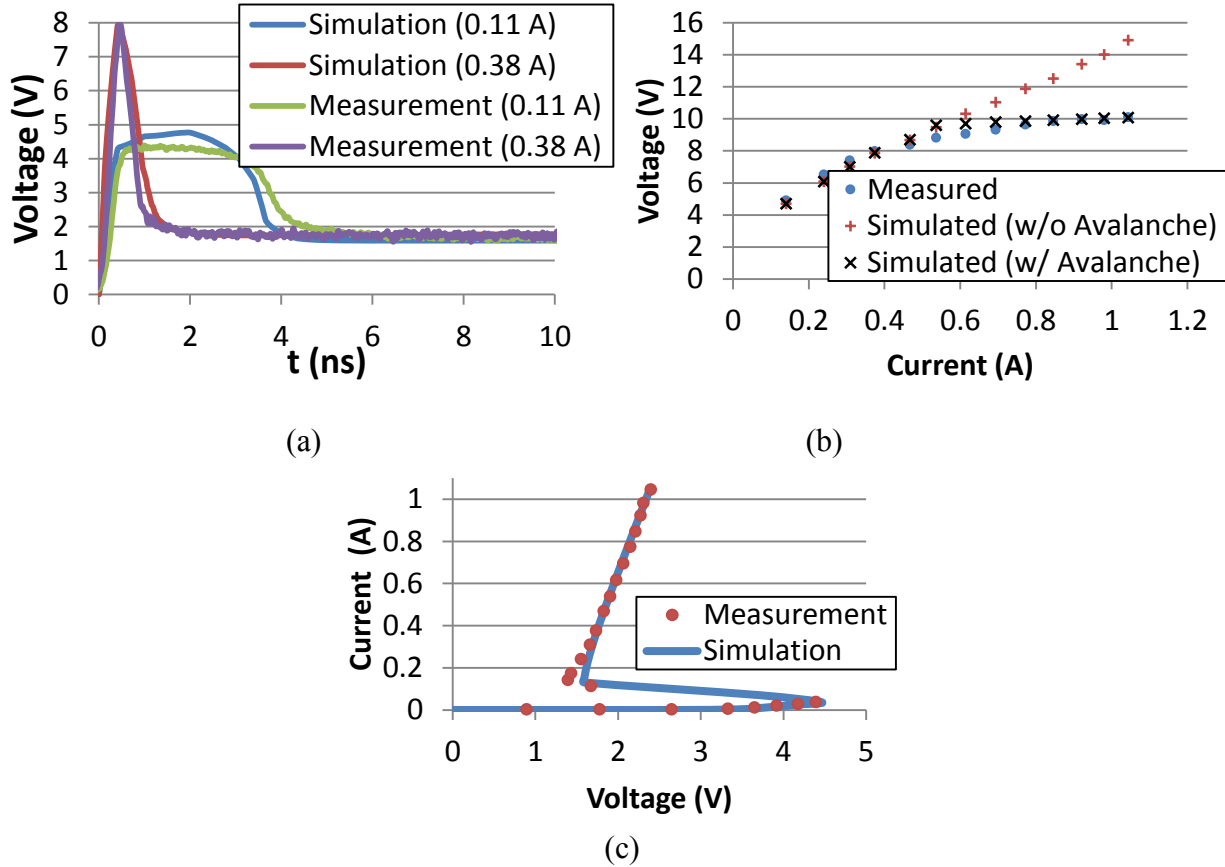 8
7
6
5
4
3
2
1
0
Voltage (V)
Simulation (0.11 A)
Simulation (0.38 A)
Measurement (0.11 A)
Measurement (0.38 A)
0 2 4 6 8 10
t (ns)
(a)
16
14
12
10
8
6
4
2
0
Voltage (V)
Measured
Simulated (w/o Avalanche)
Simulated (w/ Avalanche)
0 0.2 0.4 0.6 0.8 1 1.2
Current (A)
(b)
1
0.8
0.6
0.4
0.2
0
Current (A)
Measurement
Simulation
0 1 2 3 4 5
Voltage (V)
(c)